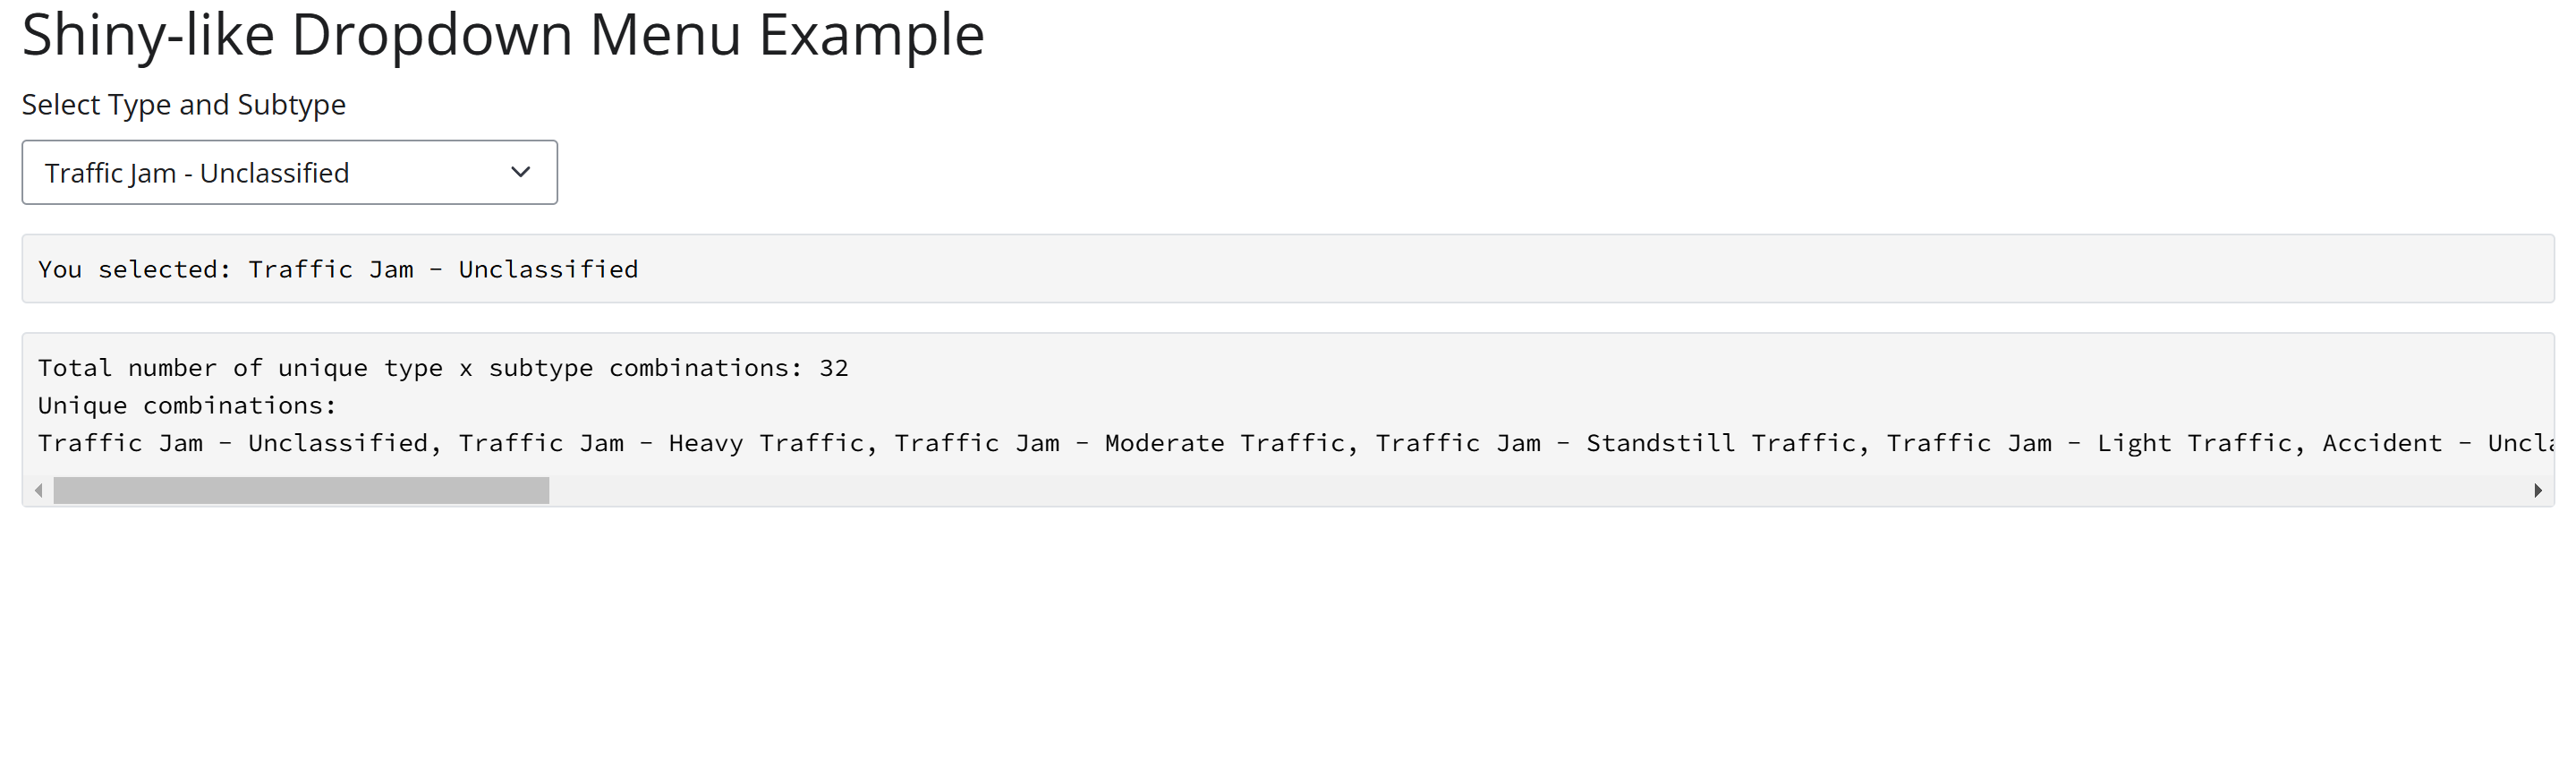 Shiny-like Dropdown Menu Example
Select Type and Subtype
Traffic Jam - Unclassified
You selected: Traffic Jam - Unclassified
Total number of unique type x subtype combinations: 32
Unique combinations:
Traffic Jam - Unclassified, Traffic Jam - Heavy Traffic, Traffic Jam - Moderate Traffic, Traffic Jam - Standstill Traffic, Traffic Jam - Light Traffic, Accident -